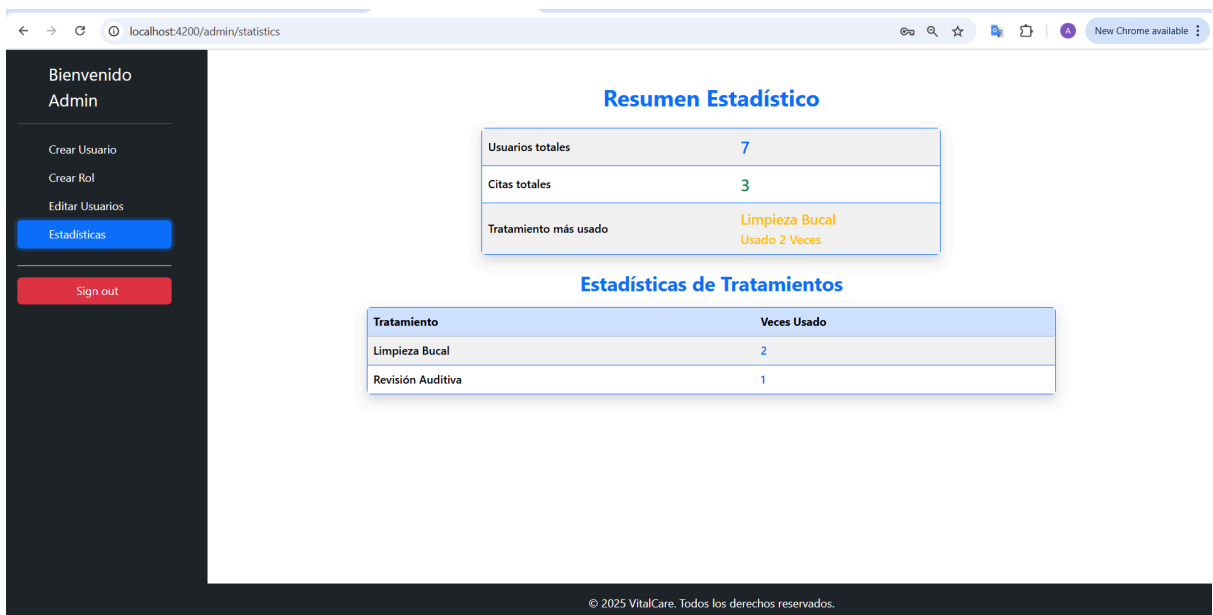 localhost:4200/admin/statistics
A
New Chrome available
Bienvenido
Admin
Crear Usuario
Crear Rol
Editar Usuarios
Estadísticas
Sign out
Resumen Estadístico
Usuarios totales 7
Citas totales 3
Tratamiento más usado Limpieza Bucal
Usado 2 Veces
Estadísticas de Tratamientos
Tratamiento Veces Usado
Limpieza Bucal 2
Revisión Auditiva 1
© 2025 VitalCare. Todos los derechos reservados.